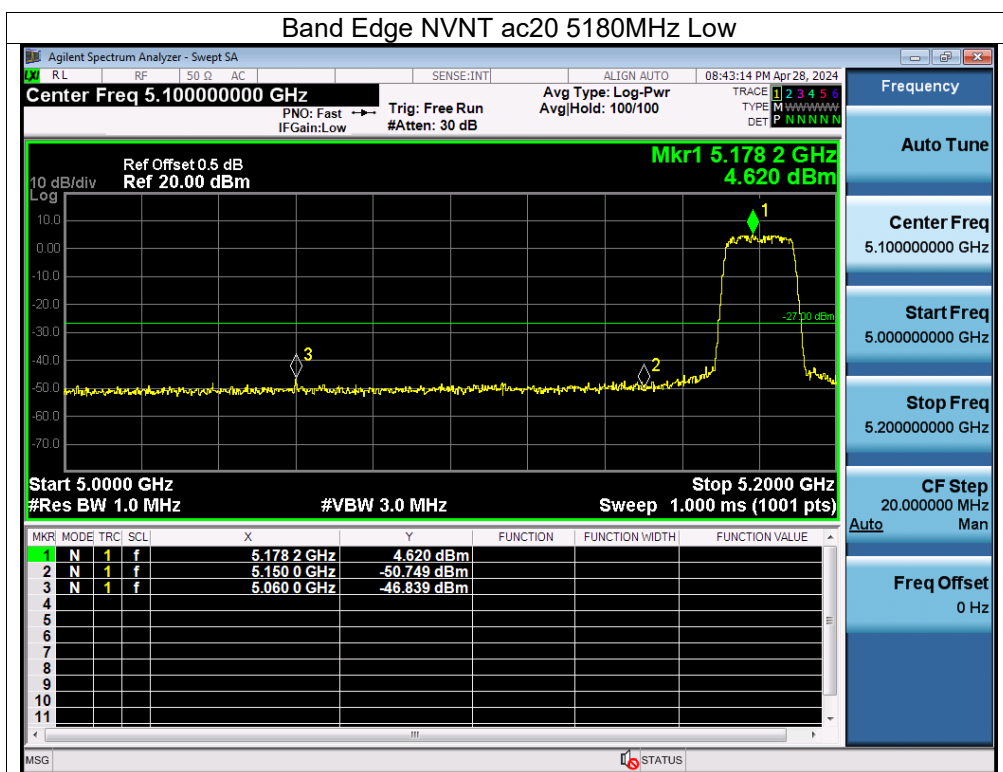 Band Edge NVNT ac20 5180MHz Low
Agilent Spectrum Analyzer - Swept SA
LXI RL RF 50 Ω AC SENSE:INT ALIGN AUTO 08:43:14 PM Apr 28, 2024
Center Freq 5.100000000 GHz
PNO: Fast
IFGain:Low
Trig: Free Run
#Atten: 30 dB
Avg Type: Log-Pwr
Avg|Hold: 100/100
TRACE 1 2 3 4 5 6
TYPE M WWWWW
DET P N N N N N
Frequency
Auto Tune
Center Freq
5.100000000 GHz
Start Freq
5.000000000 GHz
Stop Freq
5.200000000 GHz
CF Step
20.000000 MHz
Auto Man
Freq Offset
0 Hz
Ref Offset 0.5 dB
10 dB/div Ref 20.00 dBm
Log
Mkr1 5.178 2 GHz
4.620 dBm
10.0
0.00
-10.0
-20.0
-30.0
-40.0
-50.0
-60.0
-70.0
1
-27.00 dBm
3
2
Start 5.0000 GHz Stop 5.2000 GHz
#Res BW 1.0 MHz #VBW 3.0 MHz Sweep 1.000 ms (1001 pts)
MKR MODE TRC SCL X Y FUNCTION FUNCTION WIDTH FUNCTION VALUE
1 N 1 f 5.178 2 GHz 4.620 dBm
2 N 1 f 5.150 0 GHz -50.749 dBm
3 N 1 f 5.060 0 GHz -46.839 dBm
4
5
6
7
8
9
10
11
MSG STATUS